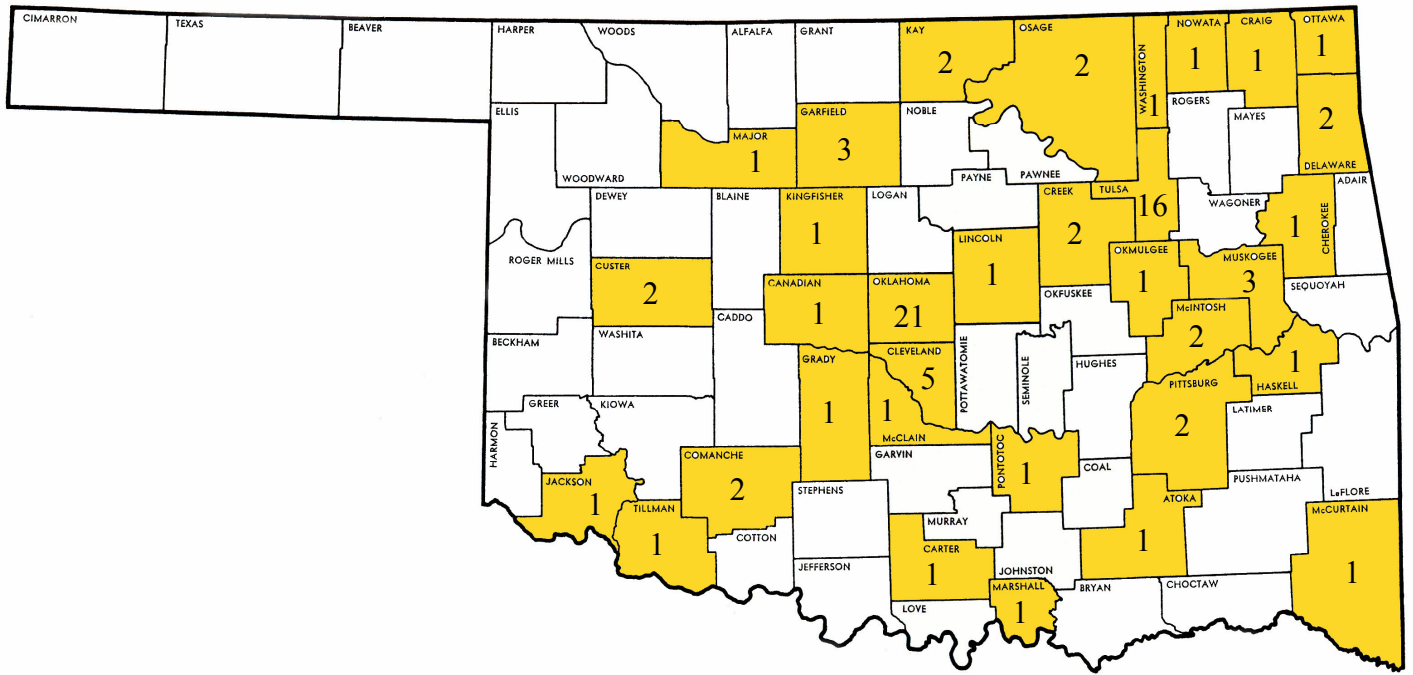 CIMARRON
TEXAS
BEAVER
HARPER
WOODS
ALFALFA
GRANT
KAY
2
OSAGE
2
WASHINGTON
1
NOWATA
1
CRAIG
1
OTTAWA
1
ELLIS
WOODWARD
MAJOR
1
GARFIELD
3
NOBLE
PAYNE
PAWNEE
ROGERS
MAYES
2
DELAWARE
DEWEY
BLAINE
KINGFISHER
1
LOGAN
LINCOLN
1
CREEK
2
TULSA
16
WAGONER
1
CHEROKEE
ADAIR
ROGER MILLS
CUSTER
2
CANADIAN
1
OKLAHOMA
21
OKFUSKEE
OKMULGEE
1
MUSKOGEE
3
SEQUOYAH
BECKHAM
WASHITA
CADDO
GRADY
1
CLEVELAND
5
1
McCLAIN
POTTAWATOMIE
SEMINOLE
HUGHES
McINTOSH
2
PITTSBURG
2
1
HASKELL
LATIMER
HARMON
GREER
KIOWA
JACKSON
1
TILLMAN
1
COMANCHE
2
COTTON
STEPHENS
JEFFERSON
GARVIN
MURRAY
CARTER
1
LOVE
PONTOTOC
1
JOHNSTON
MARSHALL
1
COAL
ATOKA
1
BRYAN
PUSHMATAHA
CHOCTAW
LeFLORE
McCURTAIN
1